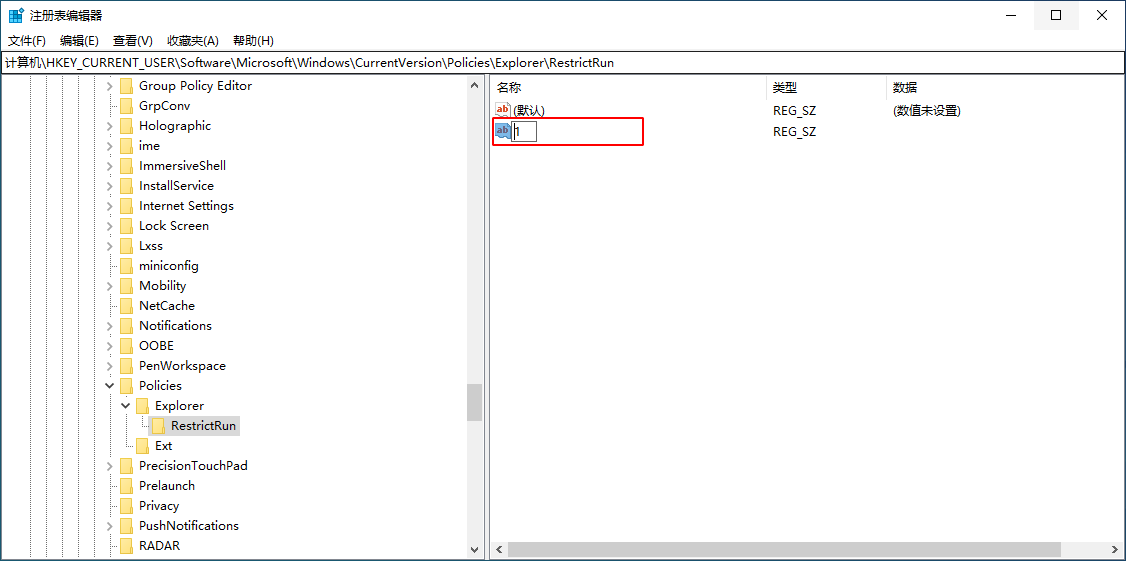 注册表编辑器
文件(F) 编辑(E) 查看(V) 收藏夹(A) 帮助(H)
计算机\HKEY_CURRENT_USER\Software\Microsoft\Windows\CurrentVersion\Policies\Explorer\RestrictRun
Group Policy Editor
GrpConv
Holographic
ime
ImmersiveShell
InstallService
Internet Settings
Lock Screen
Lxss
miniconfig
Mobility
NetCache
Notifications
OOBE
PenWorkspace
Policies
Explorer
RestrictRun
Ext
PrecisionTouchPad
Prelaunch
Privacy
PushNotifications
RADAR
名称 类型 数据
ab (默认) REG_SZ (数值未设置)
ab 1 REG_SZ